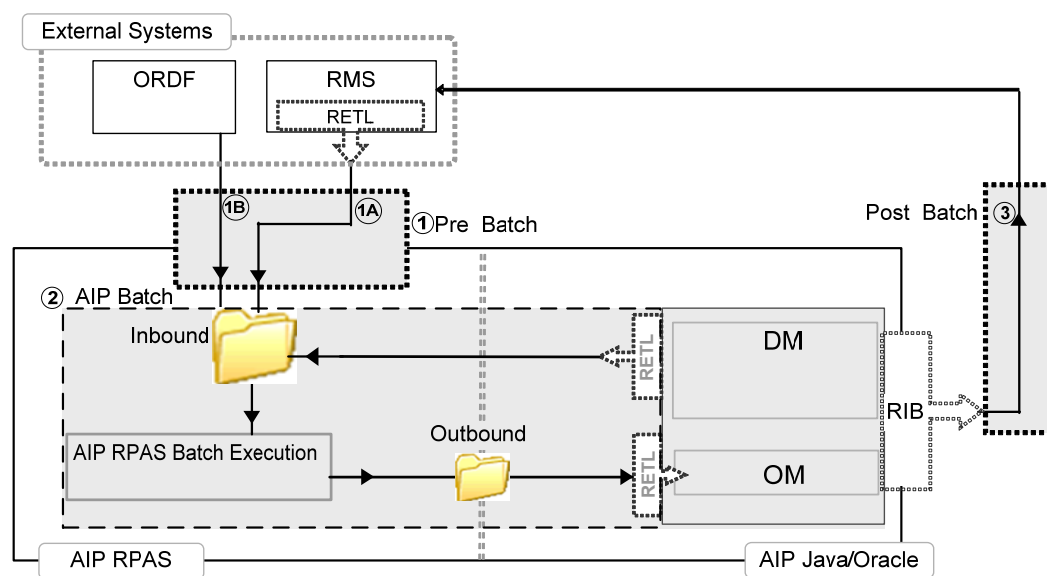 External Systems
ORDF
RMS
RETL
1B
1A
1 Pre Batch
Post Batch 3
2 AIP Batch
Inbound
RETL
DM
RIB
Outbound
AIP RPAS Batch Execution
RETL
OM
AIP RPAS
AIP Java/Oracle